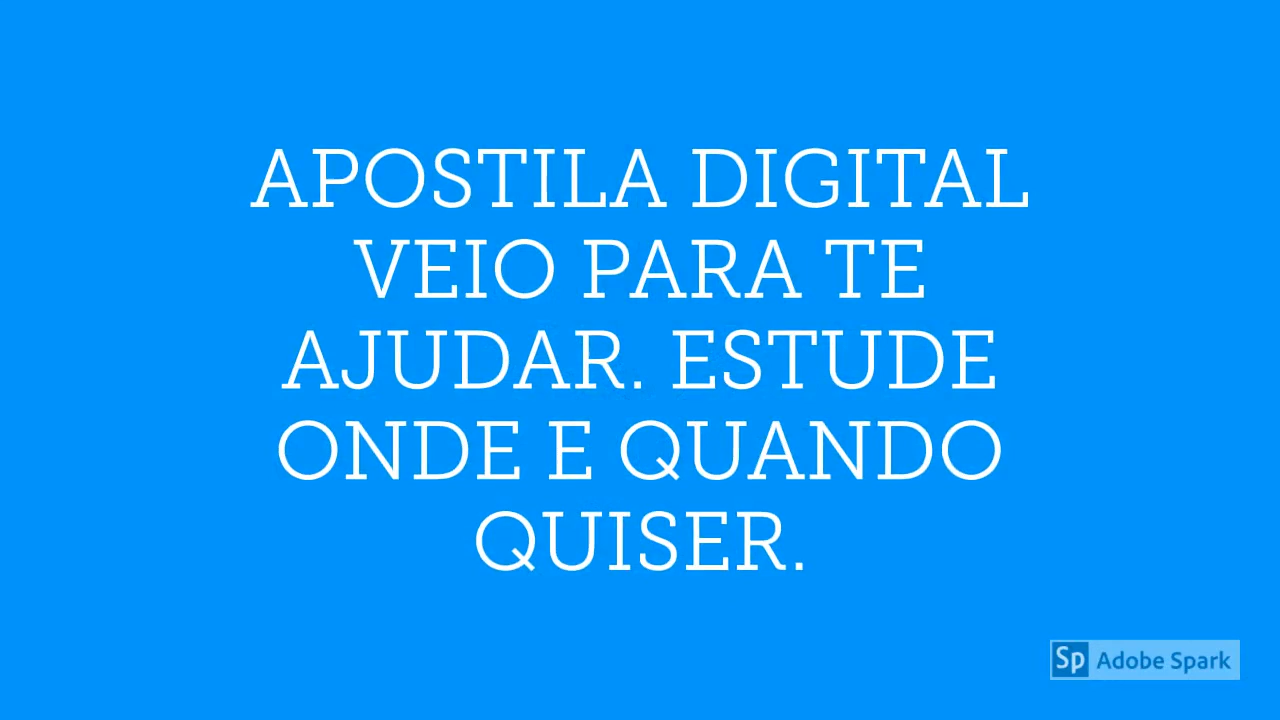 APOSTILA DIGITAL
VEIO PARA TE
AJUDAR. ESTUDE
ONDE E QUANDO
QUISER.
Sp Adobe Spark